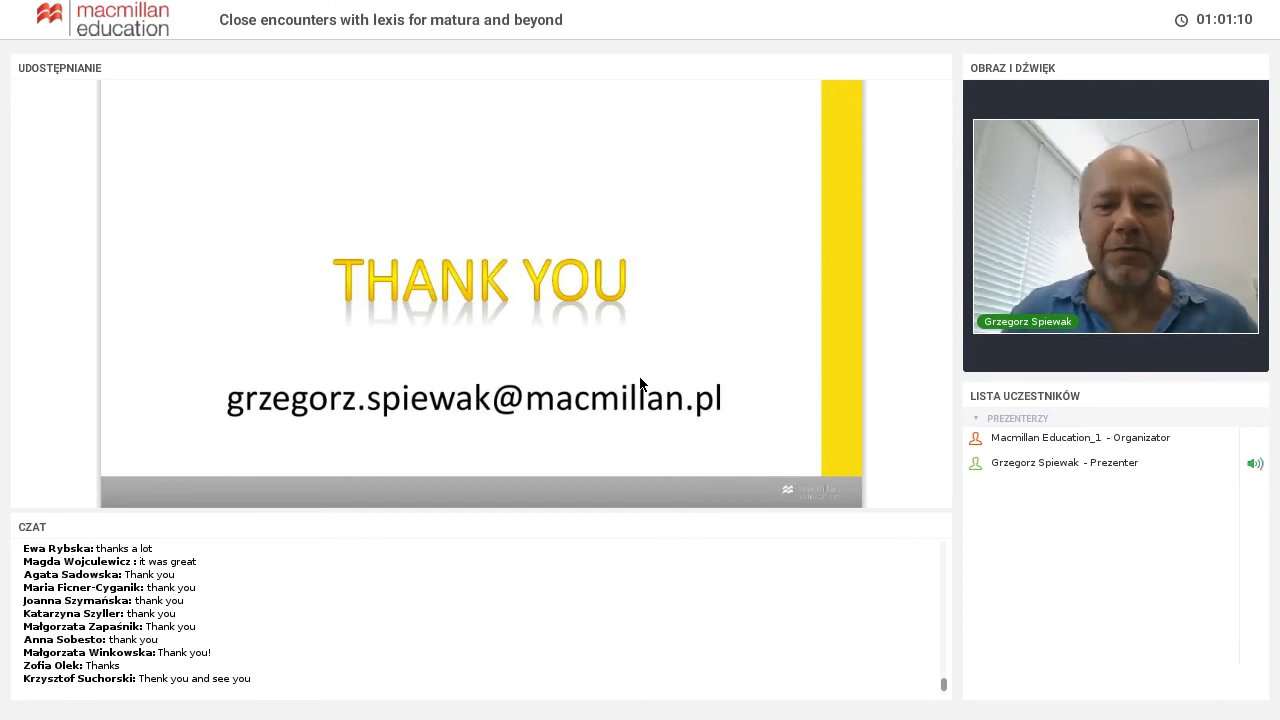 macmillan
education
Close encounters with lexis for matura and beyond
01:01:10
UDOSTĘPNIANIE
THANK YOU
grzegorz.spiewak@macmillan.pl
macmillan
education
CZAT
Ewa Rybska: thanks a lot
Magda Wojculewicz : it was great
Agata Sadowska: Thank you
Maria Ficner-Cyganik: thank you
Joanna Szymańska: thank you
Katarzyna Szyller: thank you
Małgorzata Zapaśnik: Thank you
Anna Sobesto: thank you
Małgorzata Winkowska: Thank you!
Zofia Olek: Thanks
Krzysztof Suchorski: Thenk you and see you
OBRAZ I DŹWIĘK
Grzegorz Spiewak
LISTA UCZESTNIKÓW
PREZENTERZY
Macmillan Education_1 - Organizator
Grzegorz Spiewak - Prezenter